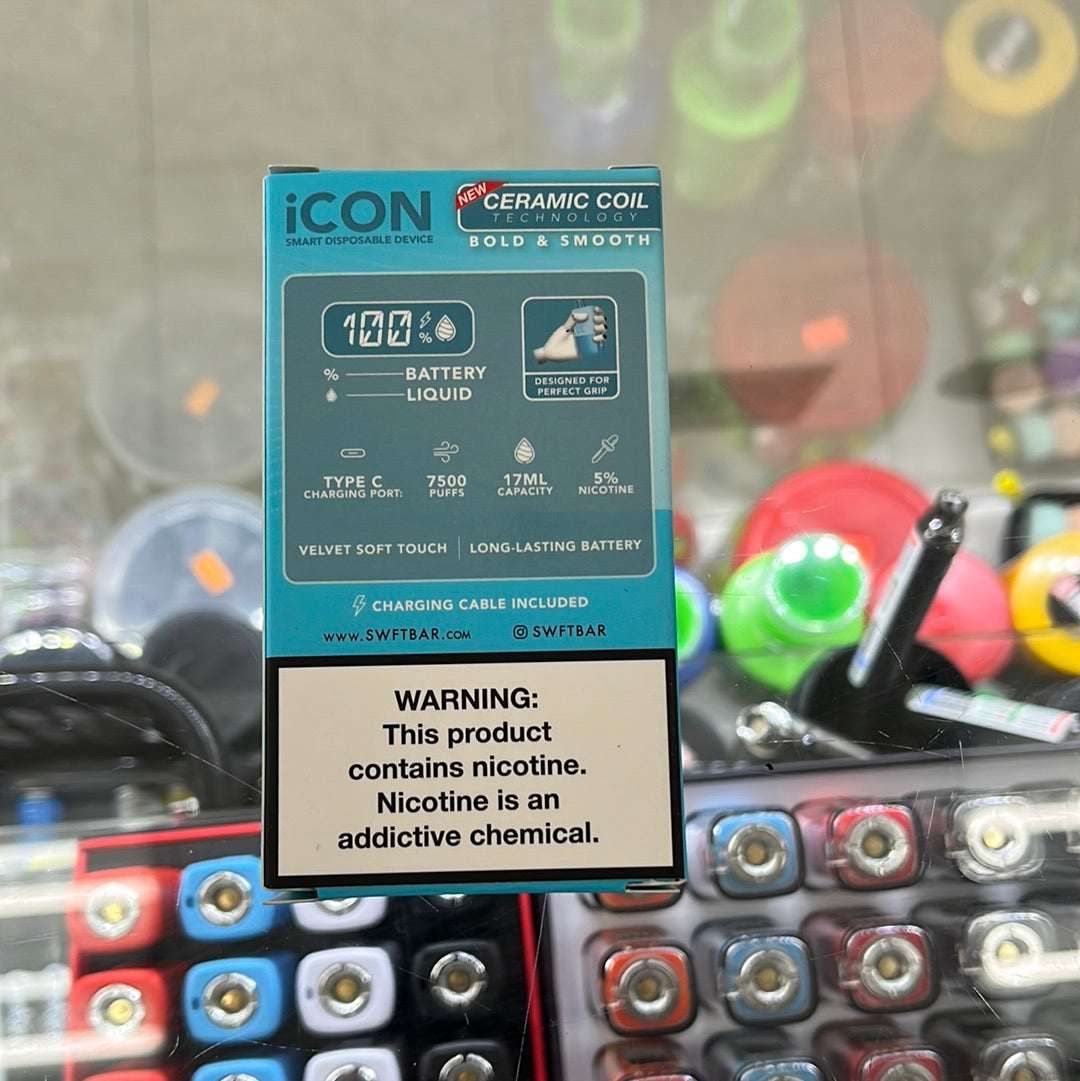 iCON
SMART DISPOSABLE DEVICE
NEW
CERAMIC COIL
TECHNOLOGY
BOLD & SMOOTH
100 %
% BATTERY
LIQUID
DESIGNED FOR
PERFECT GRIP
TYPE C
CHARGING PORT:
7500
PUFFS
17ML
CAPACITY
5%
NICOTINE
VELVET SOFT TOUCH
LONG-LASTING BATTERY
CHARGING CABLE INCLUDED
WWW.SWFTBAR.COM
SWFTBAR
WARNING:
This product
contains nicotine.
Nicotine is an
addictive chemical.